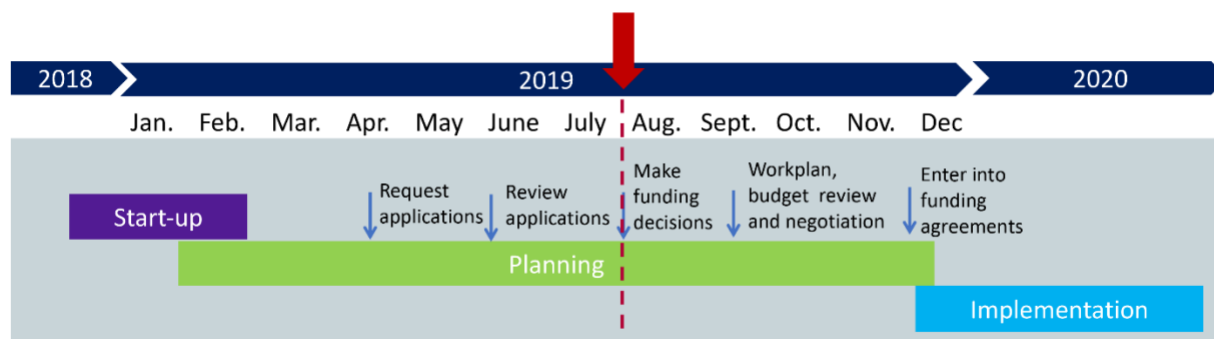 2018
2019
2020
Jan. Feb. Mar. Apr. May June July Aug. Sept. Oct. Nov. Dec
Start-up
Request
applications
Review
applications
Make
funding
decisions
Workplan,
budget review
and negotiation
Enter into
funding
agreements
Planning
Implementation